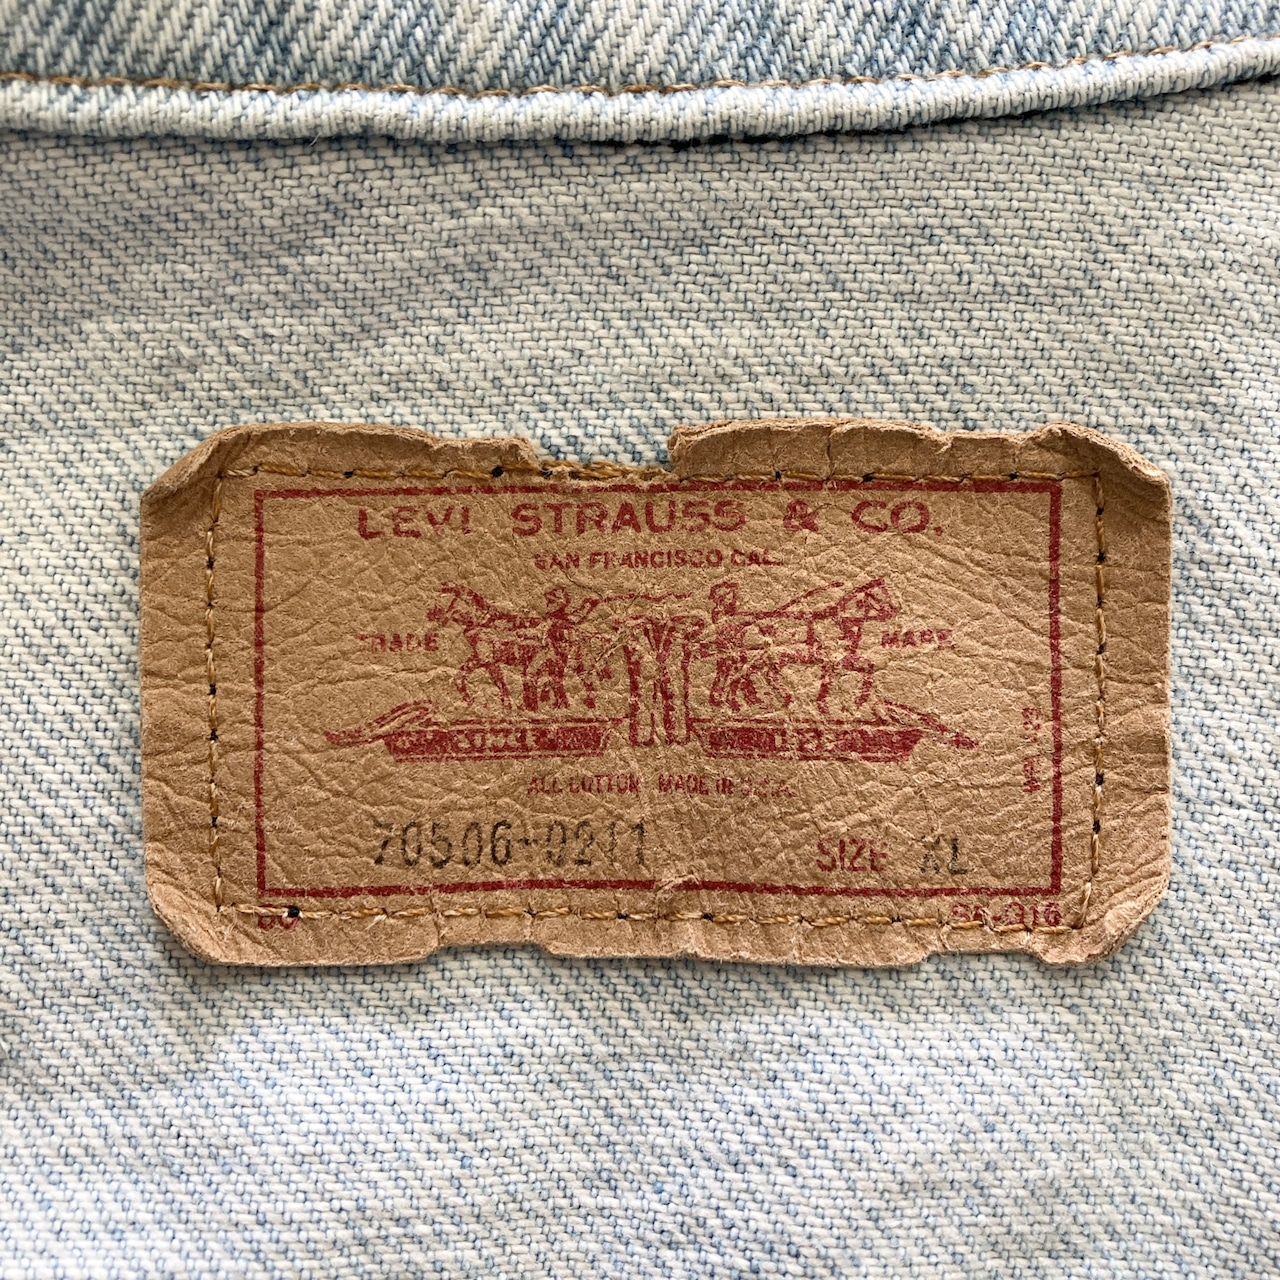 LEVI STRAUSS & CO.
SAN FRANCISCO CAL.
TRADE MARK
ALL COTTON MADE IN U.S.A.
70506-0211 SIZE XL